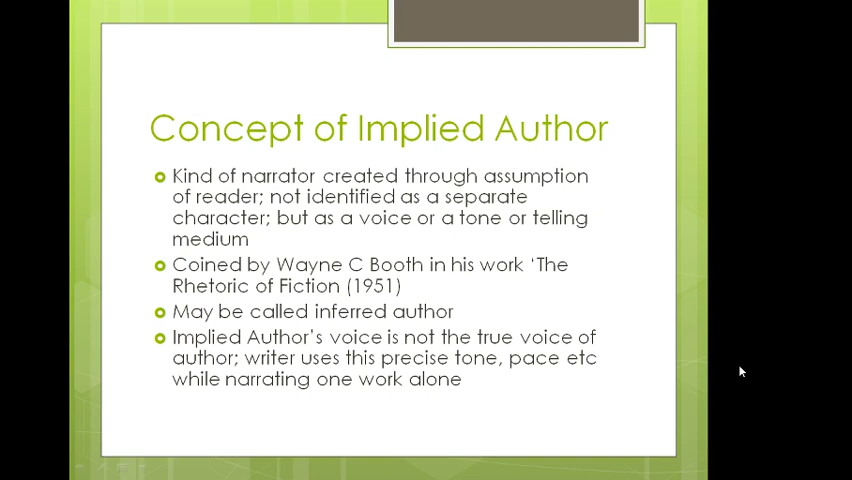 Concept of Implied Author
Kind of narrator created through assumption
of reader; not identified as a separate
character; but as a voice or a tone or telling
medium
Coined by Wayne C Booth in his work ‘The
Rhetoric of Fiction (1951)
May be called inferred author
Implied Author’s voice is not the true voice of
author; writer uses this precise tone, pace etc
while narrating one work alone